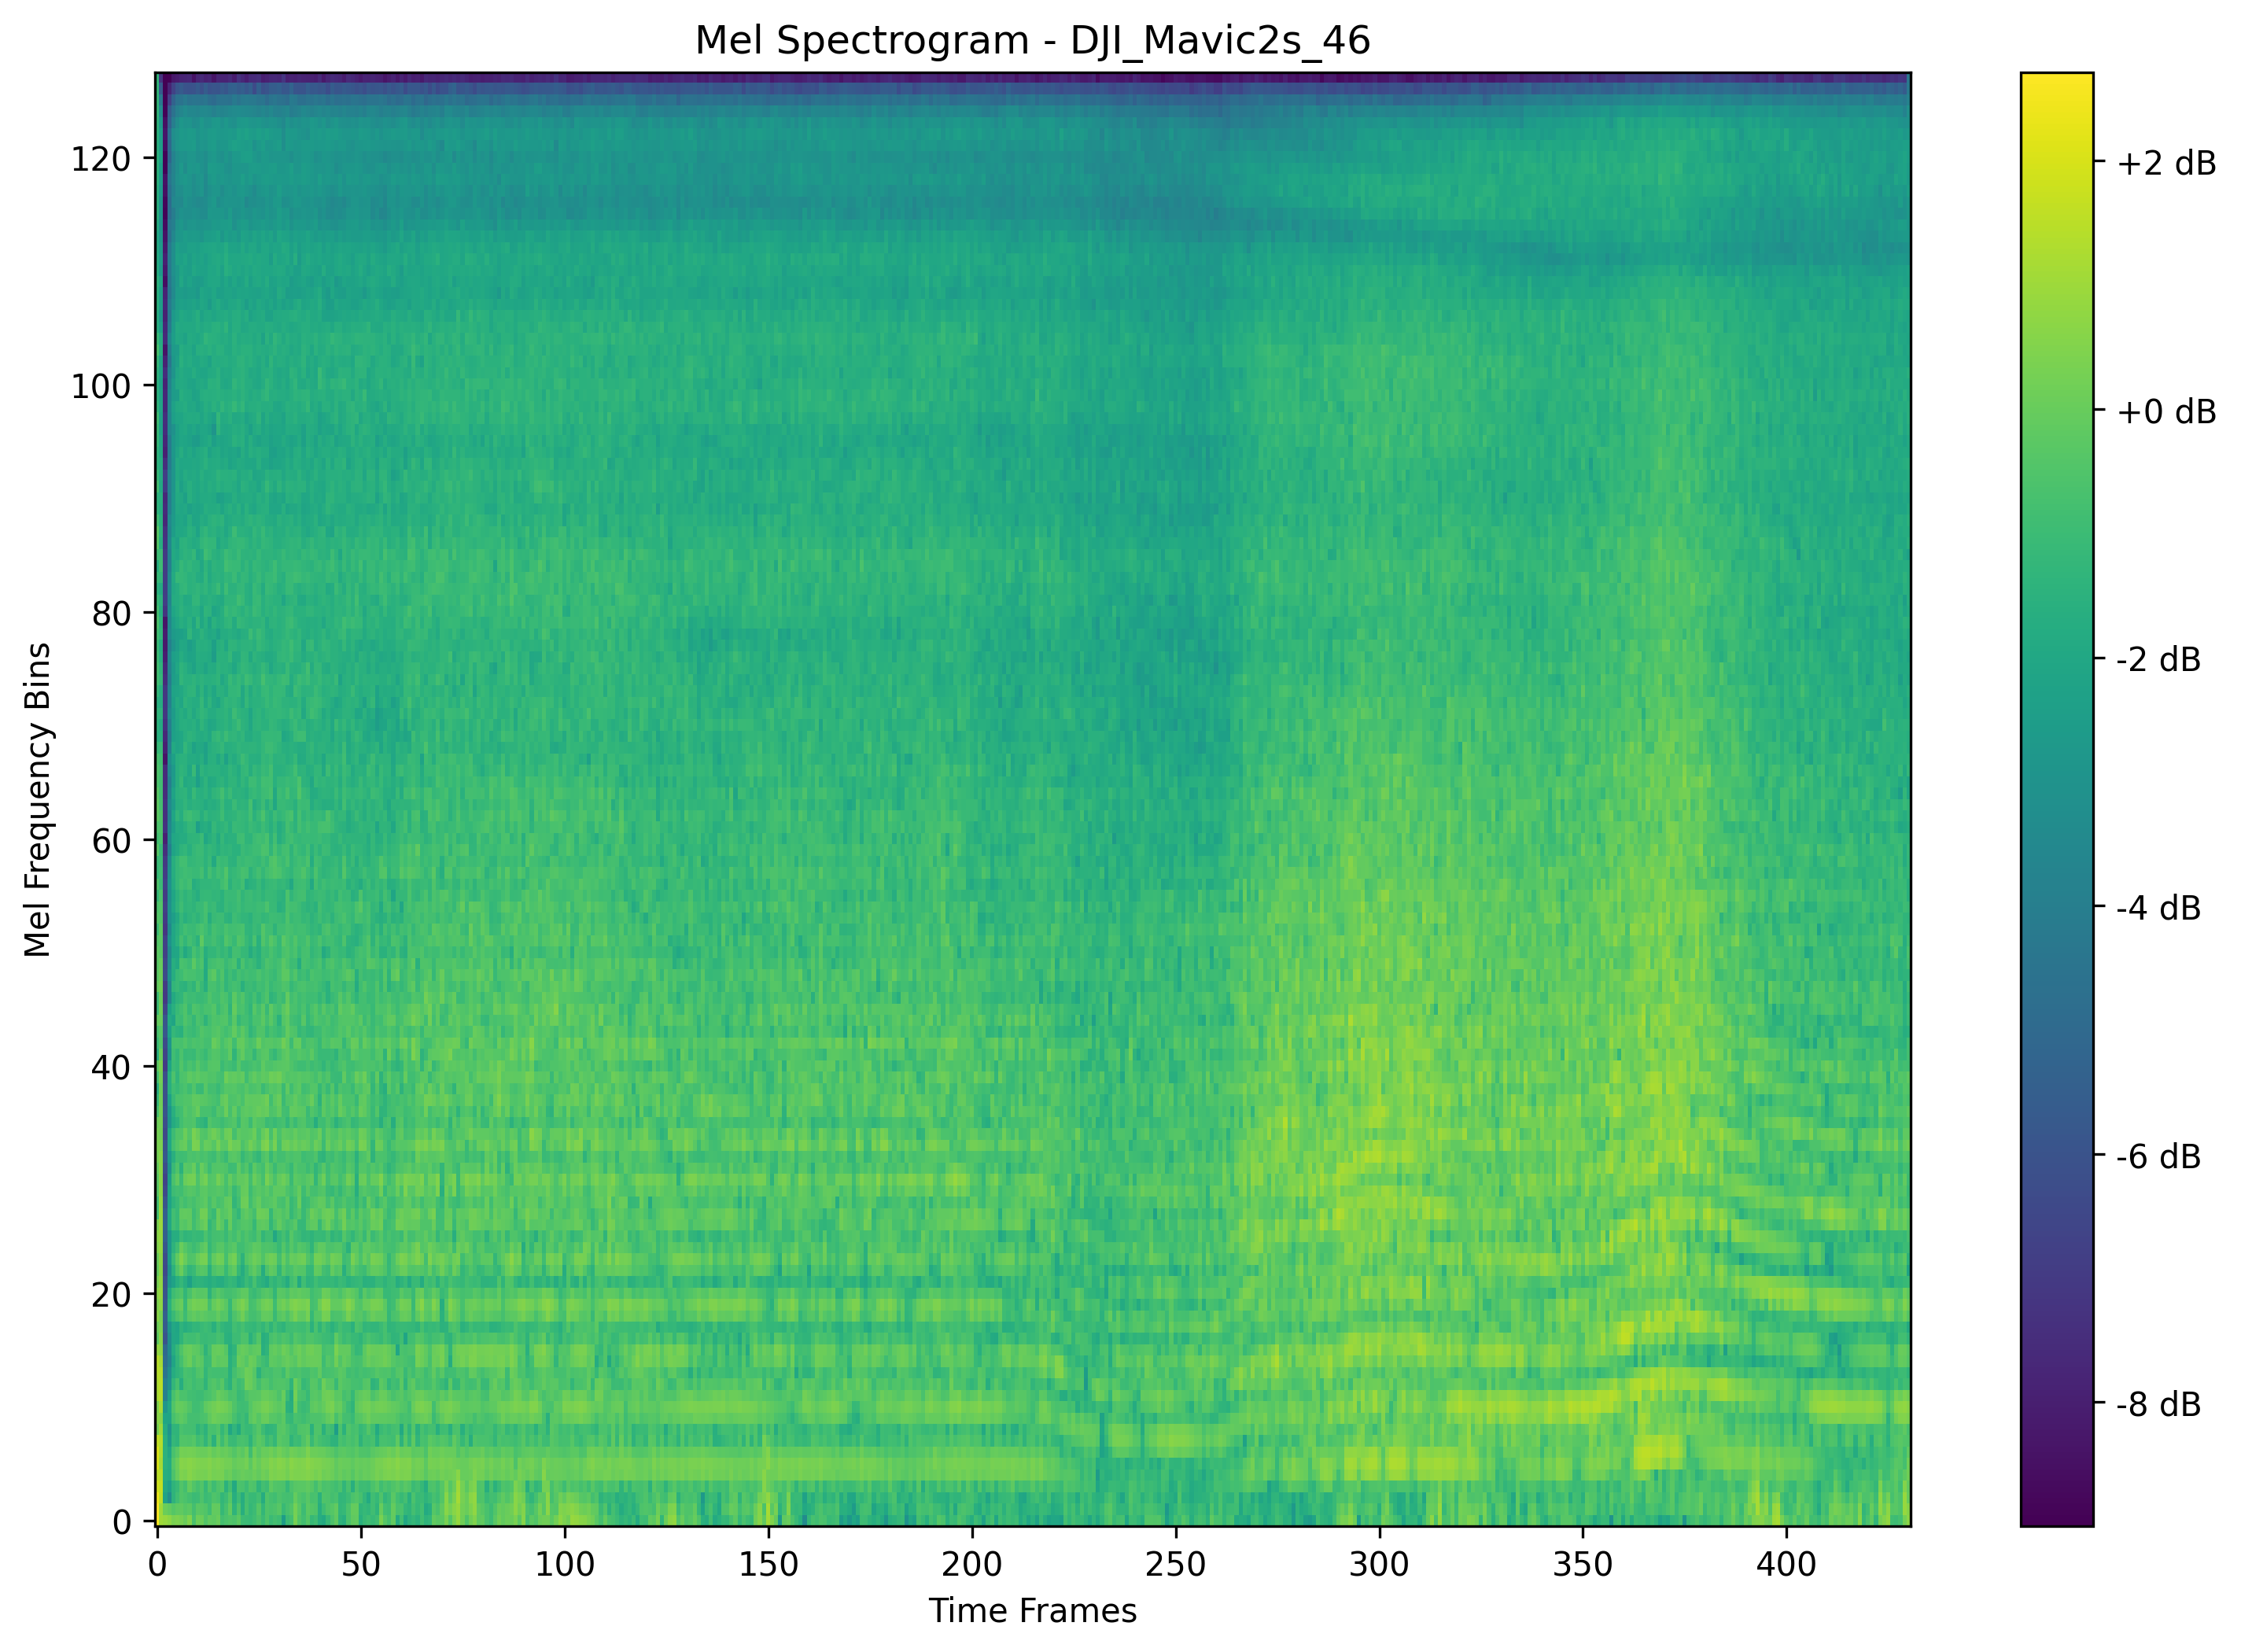 Mel Spectrogram - DJI_Mavic2s_46
Mel Frequency Bins
120
100
80
60
40
20
0
0 50 100 150 200 250 300 350 400
Time Frames
+2 dB
+0 dB
-2 dB
-4 dB
-6 dB
-8 dB